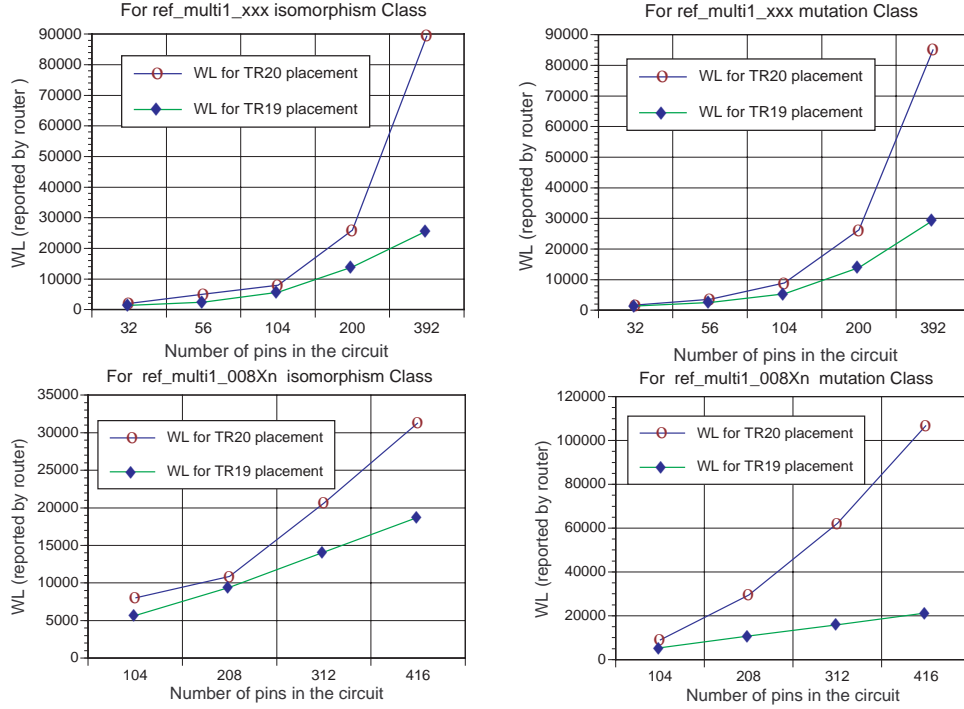 For ref_multi1_xxx isomorphism Class
WL (reported by router )
90000
80000
70000
60000
50000
40000
30000
20000
10000
0
WL for TR20 placement
WL for TR19 placement
32 56 104 200 392
Number of pins in the circuit
For ref_multi1_xxx mutation Class
WL (reported by router )
90000
80000
70000
60000
50000
40000
30000
20000
10000
0
WL for TR20 placement
WL for TR19 placement
32 56 104 200 392
Number of pins in the circuit
For ref_multi1_008Xn isomorphism Class
WL (reported by router)
35000
30000
25000
20000
15000
10000
5000
0
WL for TR20 placement
WL for TR19 placement
104 208 312 416
Number of pins in the circuit
For ref_multi1_008Xn mutation Class
WL (reported by router)
120000
100000
80000
60000
40000
20000
0
WL for TR20 placement
WL for TR19 placement
104 208 312 416
Number of pins in the circuit